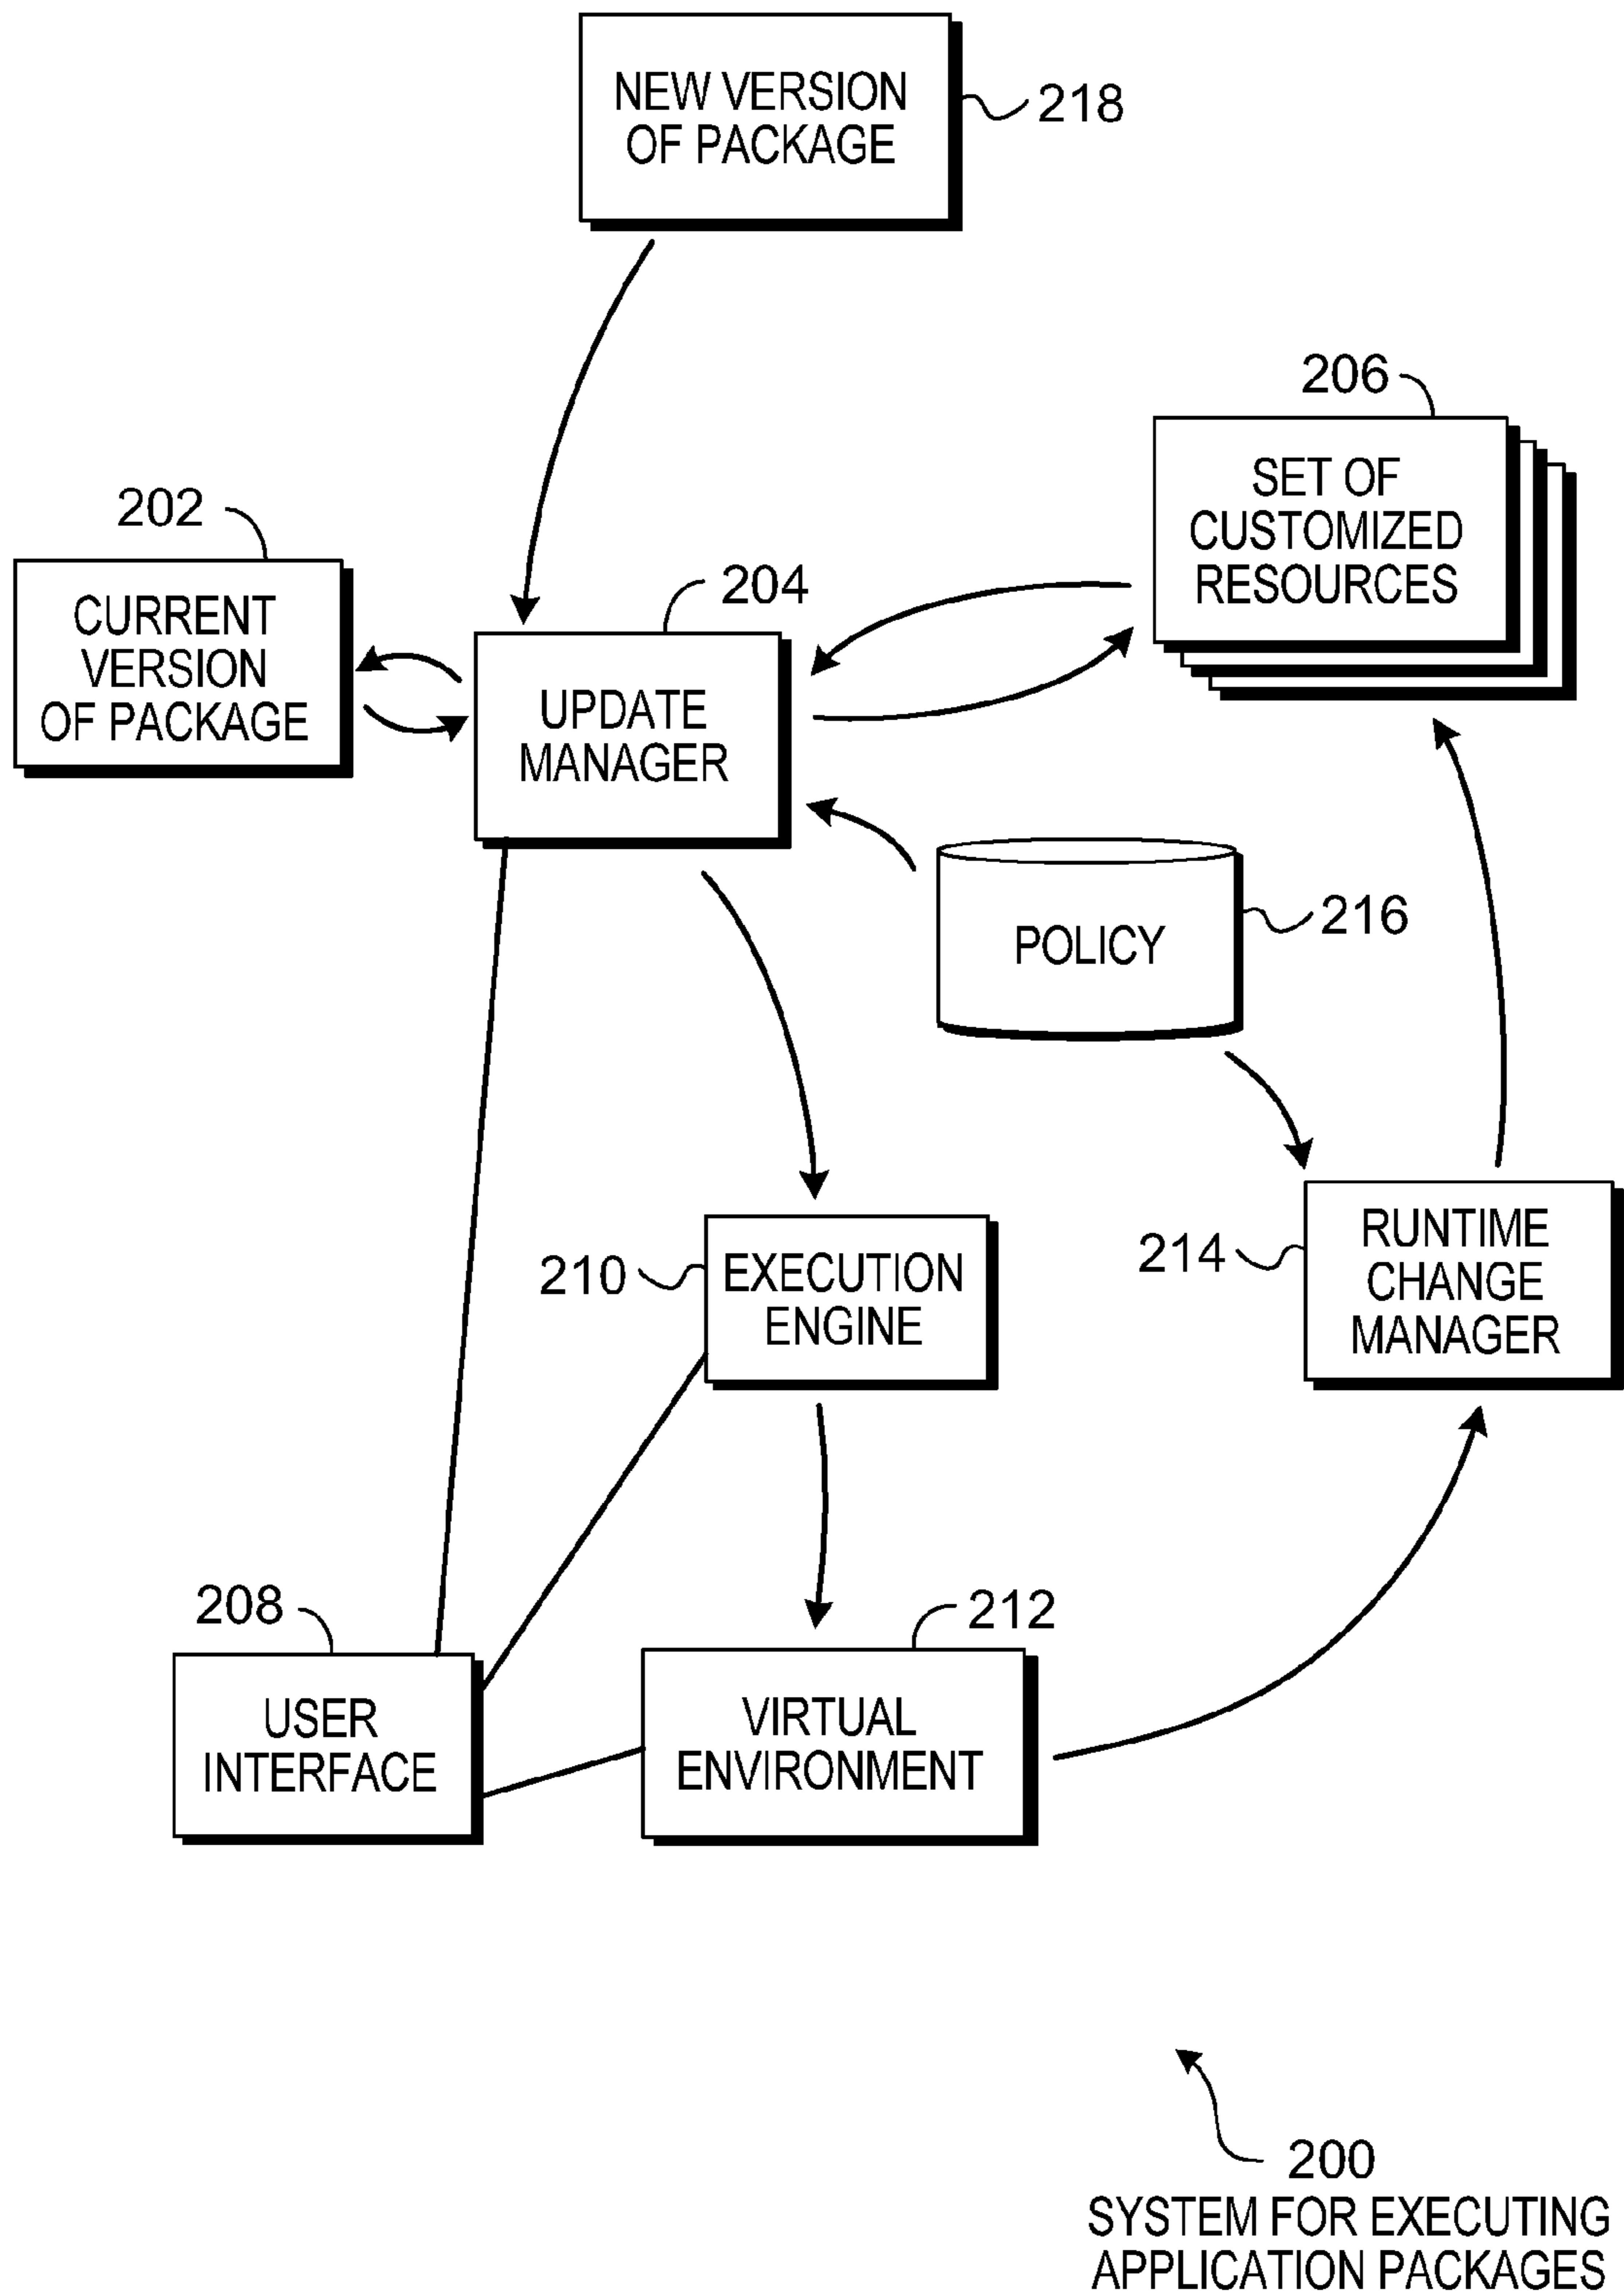 NEW VERSION
OF PACKAGE
218
206
SET OF
CUSTOMIZED
RESOURCES
202
CURRENT
VERSION
OF PACKAGE
204
UPDATE
MANAGER
POLICY
216
210
EXECUTION
ENGINE
214
RUNTIME
CHANGE
MANAGER
208
USER
INTERFACE
212
VIRTUAL
ENVIRONMENT
200
SYSTEM FOR EXECUTING
APPLICATION PACKAGES